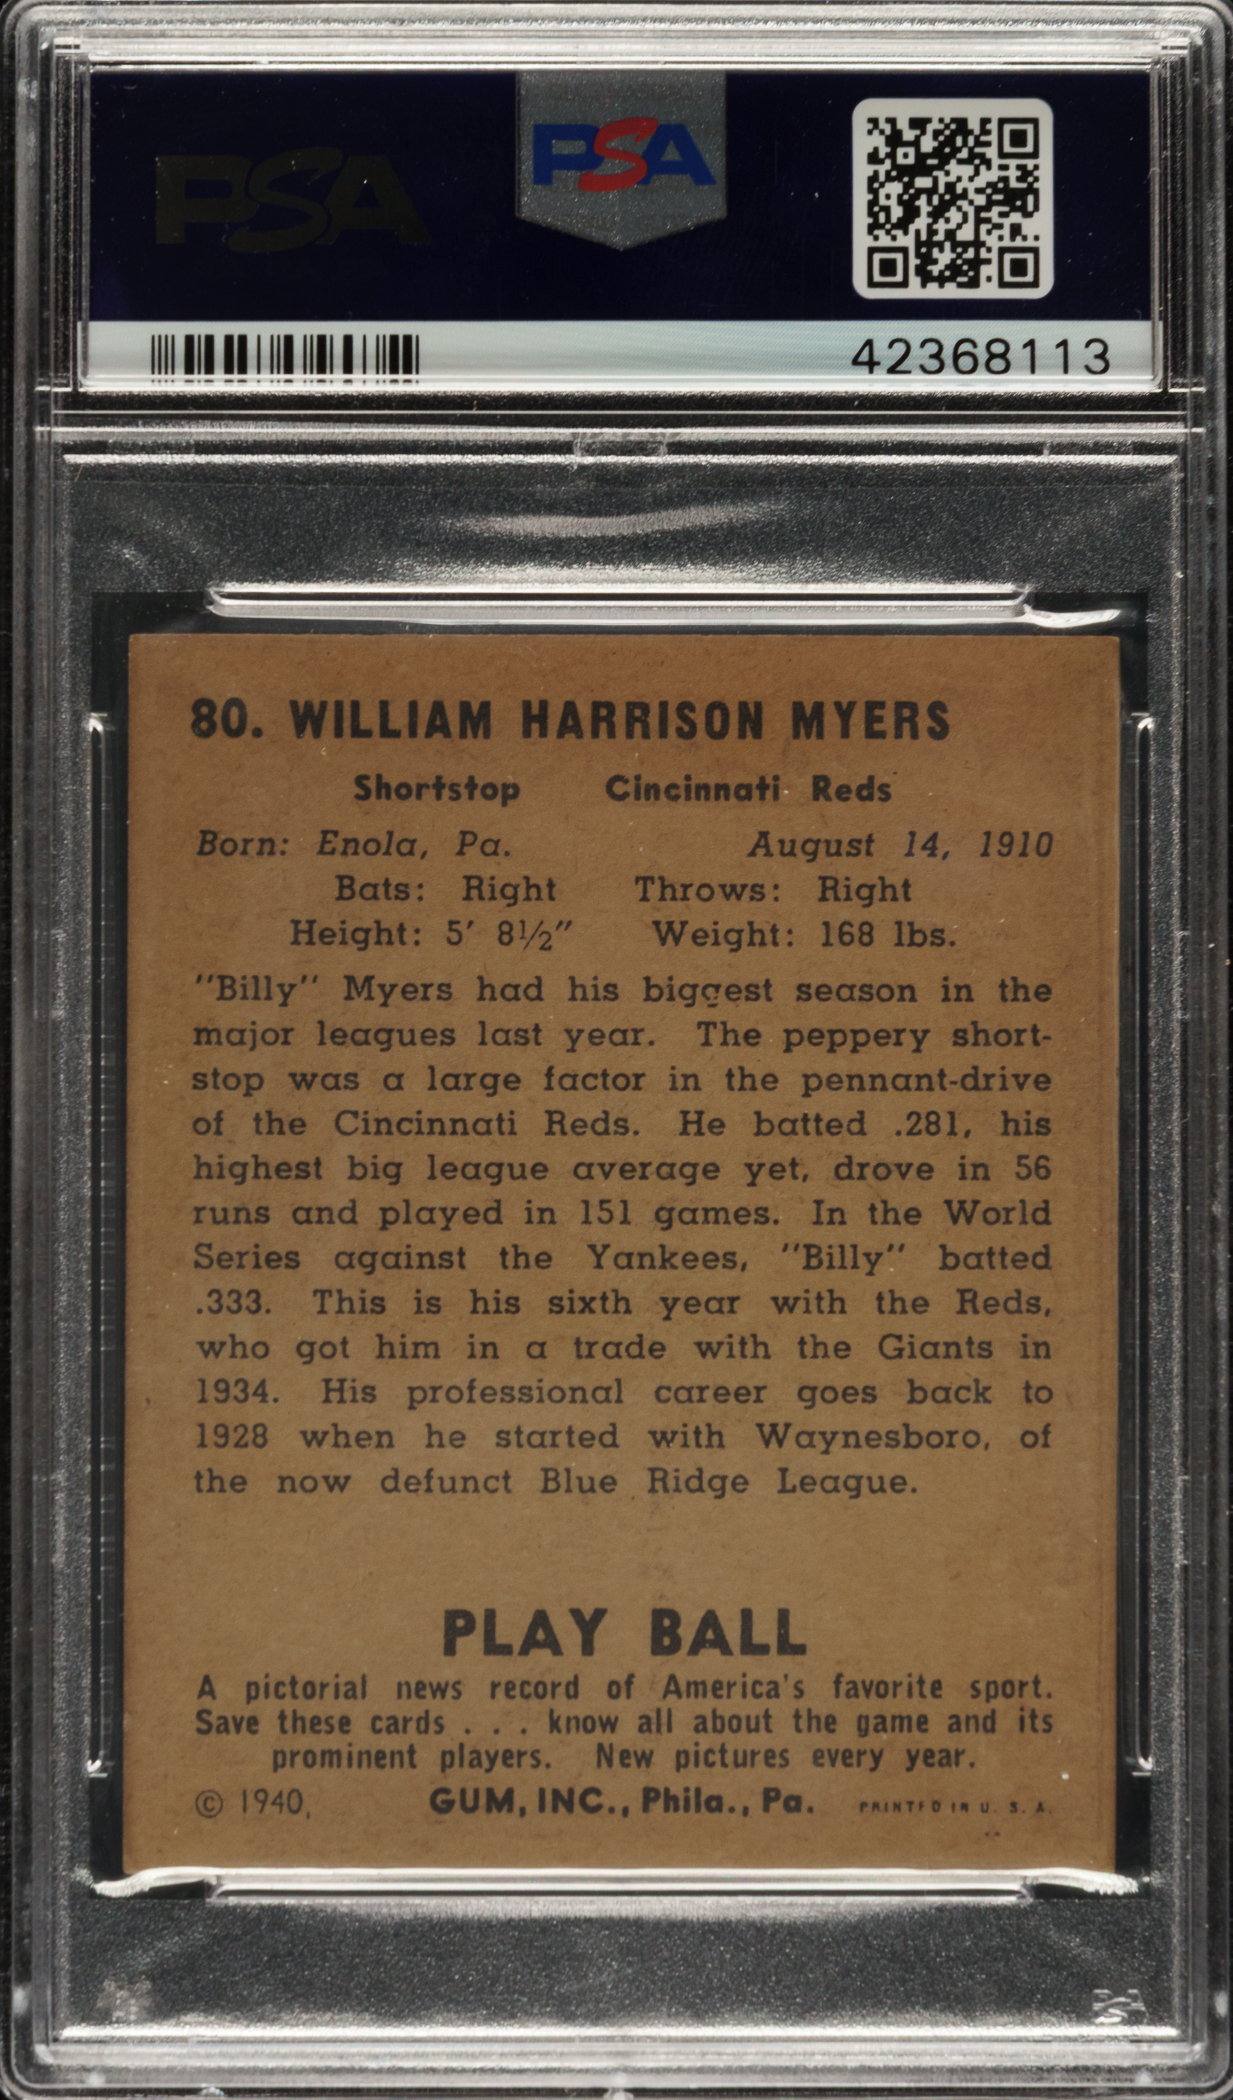 PSA
PSA
42368113
80. WILLIAM HARRISON MYERS
Shortstop Cincinnati Reds
Born: Enola, Pa. August 14, 1910
Bats: Right Throws: Right
Height: 5′ 8½″ Weight: 168 lbs.
"Billy" Myers had his biggest season in the
major leagues last year. The peppery short-
stop was a large factor in the pennant-drive
of the Cincinnati Reds. He batted .281, his
highest big league average yet, drove in 56
runs and played in 151 games. In the World
Series against the Yankees, "Billy" batted
.333. This is his sixth year with the Reds,
who got him in a trade with the Giants in
1934. His professional career goes back to
1928 when he started with Waynesboro, of
the now defunct Blue Ridge League.
PLAY BALL
A pictorial news record of America's favorite sport.
Save these cards . . . know all about the game and its
prominent players. New pictures every year.
© 1940, GUM, INC., Phila., Pa. PRINTED IN U. S. A.
PSA